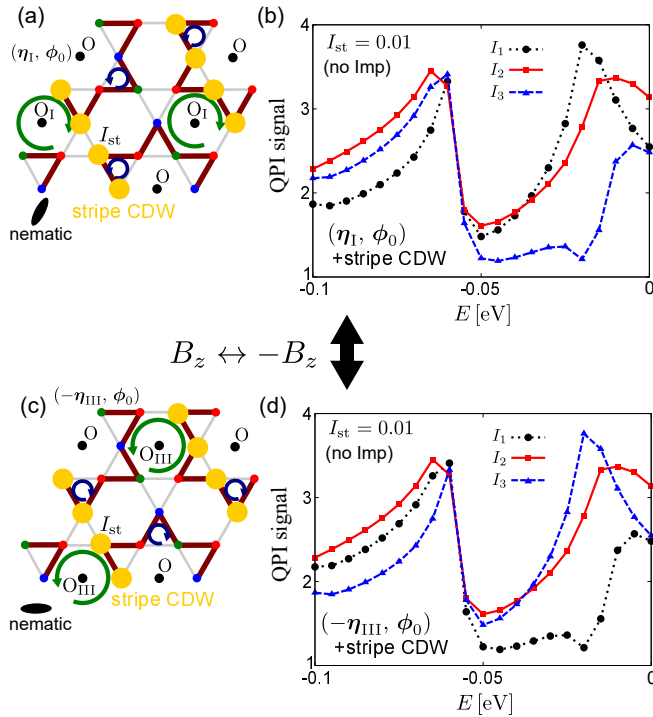 (a)
(η_I, ϕ_0)
O
O_I
O_I
I_st
O
stripe CDW
nematic
(b)
I_st = 0.01
(no Imp)
I_1
I_2
I_3
QPI signal
4
3
2
1
(η_I, ϕ_0)
+stripe CDW
-0.1
-0.05
0
E [eV]
B_z ↔ −B_z
(c)
(−η_III, ϕ_0)
O
O_III
O
I_st
O_III
O
stripe CDW
nematic
(d)
I_st = 0.01
(no Imp)
I_1
I_2
I_3
QPI signal
4
3
2
1
(−η_III, ϕ_0)
+stripe CDW
-0.1
-0.05
0
E [eV]